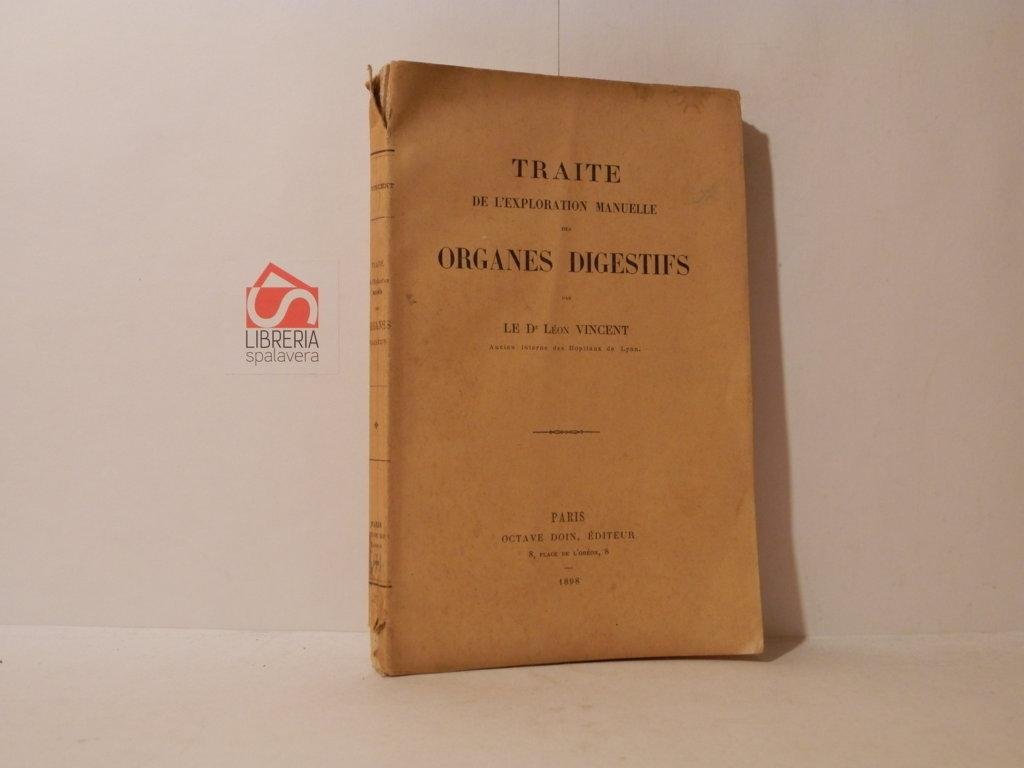 TRAITE
DE L'EXPLORATION MANUELLE
DES
ORGANES DIGESTIFS
PAR
LE Dr LÉON VINCENT
Ancien interne des Hopitaux de Lyon.
PARIS
OCTAVE DOIN, ÉDITEUR
8, PLACE DE L'ODÉON, 8
1898
VINCENT
PARIS
LIBRERIA
spalavera